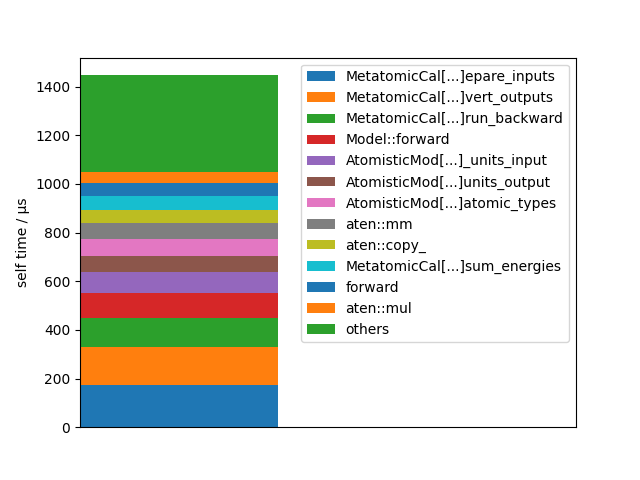 1400
1200
1000
800
600
400
200
0
self time / µs
MetatomicCal[...]epare_inputs
MetatomicCal[...]vert_outputs
MetatomicCal[...]run_backward
Model::forward
AtomisticMod[...]_units_input
AtomisticMod[...]units_output
AtomisticMod[...]atomic_types
aten::mm
aten::copy_
MetatomicCal[...]sum_energies
forward
aten::mul
others